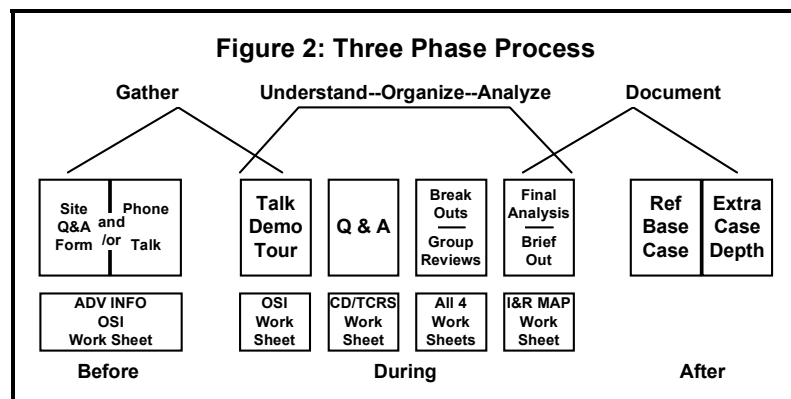 Figure 2: Three Phase Process
Gather
Understand--Organize--Analyze
Document
Site
Q&A
Form
and
/or
Phone
Talk
Talk
Demo
Tour
Q & A
Break
Outs
Group
Reviews
Final
Analysis
Brief
Out
Ref
Base
Case
Extra
Case
Depth
ADV INFO
OSI
Work Sheet
OSI
Work
Sheet
CD/TCRS
Work
Sheet
All 4
Work
Sheets
I&R MAP
Work
Sheet
Before
During
After